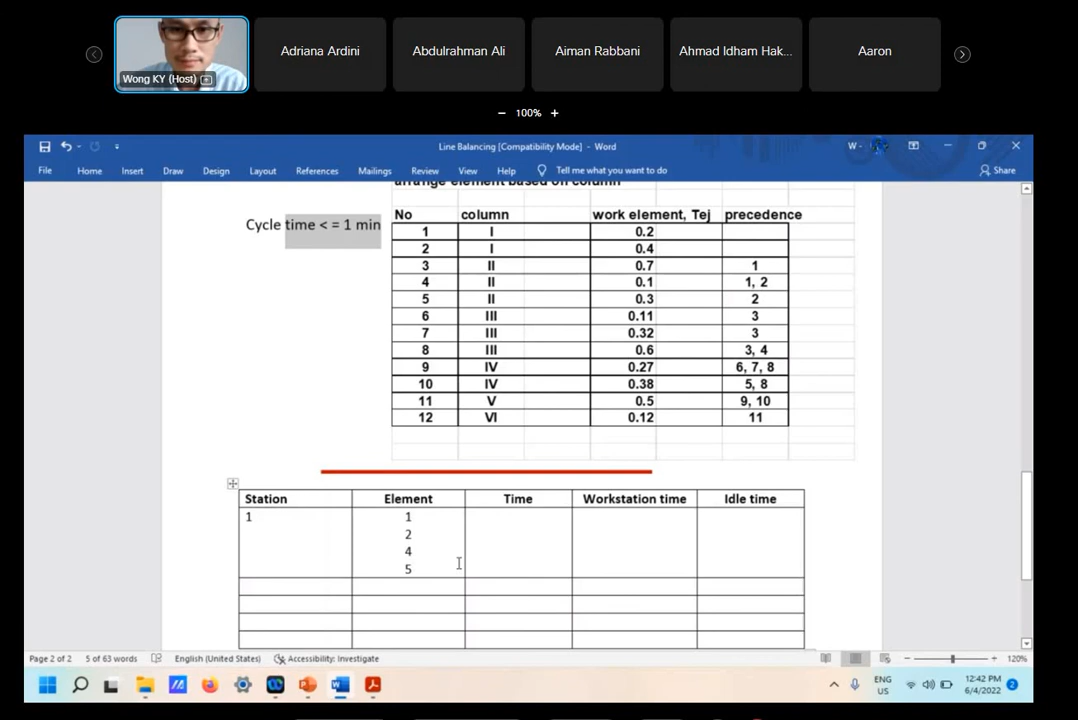 Adriana Ardini
Abdulrahman Ali
Aiman Rabbani
Ahmad Idham Hak...
Aaron
Wong KY (Host)
100%
Line Balancing [Compatibility Mode] - Word
W -
File Home Insert Draw Design Layout References Mailings Review View Help Tell me what you want to do Share
arrange element based on column
Cycle time < = 1 min
No column work element, Tej precedence
1 I 0.2
2 I 0.4
3 II 0.7 1
4 II 0.1 1, 2
5 II 0.3 2
6 III 0.11 3
7 III 0.32 3
8 III 0.6 3, 4
9 IV 0.27 6, 7, 8
10 IV 0.38 5, 8
11 V 0.5 9, 10
12 VI 0.12 11
Station Element Time Workstation time Idle time
1 1
2
4
5
Page 2 of 2 5 of 63 words English (United States) Accessibility: Investigate 120%
ENG
US
12:42 PM
6/4/2022
2